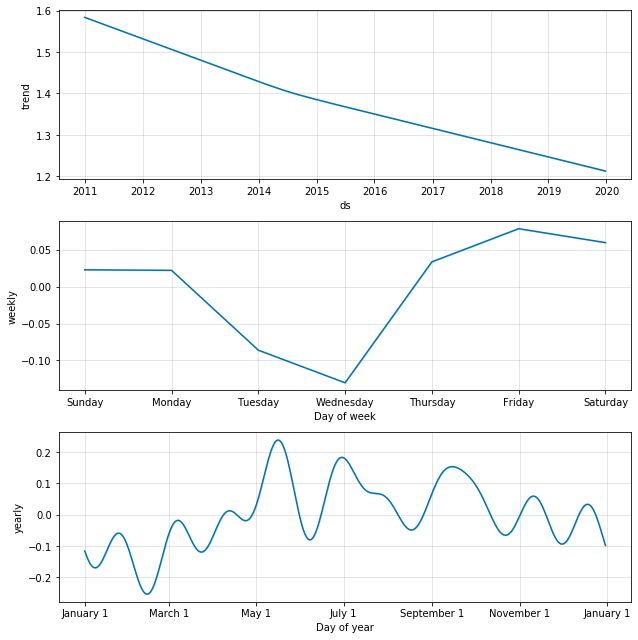 1.6
1.5
1.4
1.3
1.2
trend
2011 2012 2013 2014 2015 2016 2017 2018 2019 2020
ds
0.05
0.00
−0.05
−0.10
weekly
Sunday Monday Tuesday Wednesday Thursday Friday Saturday
Day of week
0.2
0.1
0.0
−0.1
−0.2
yearly
January 1 March 1 May 1 July 1 September 1 November 1 January 1
Day of year